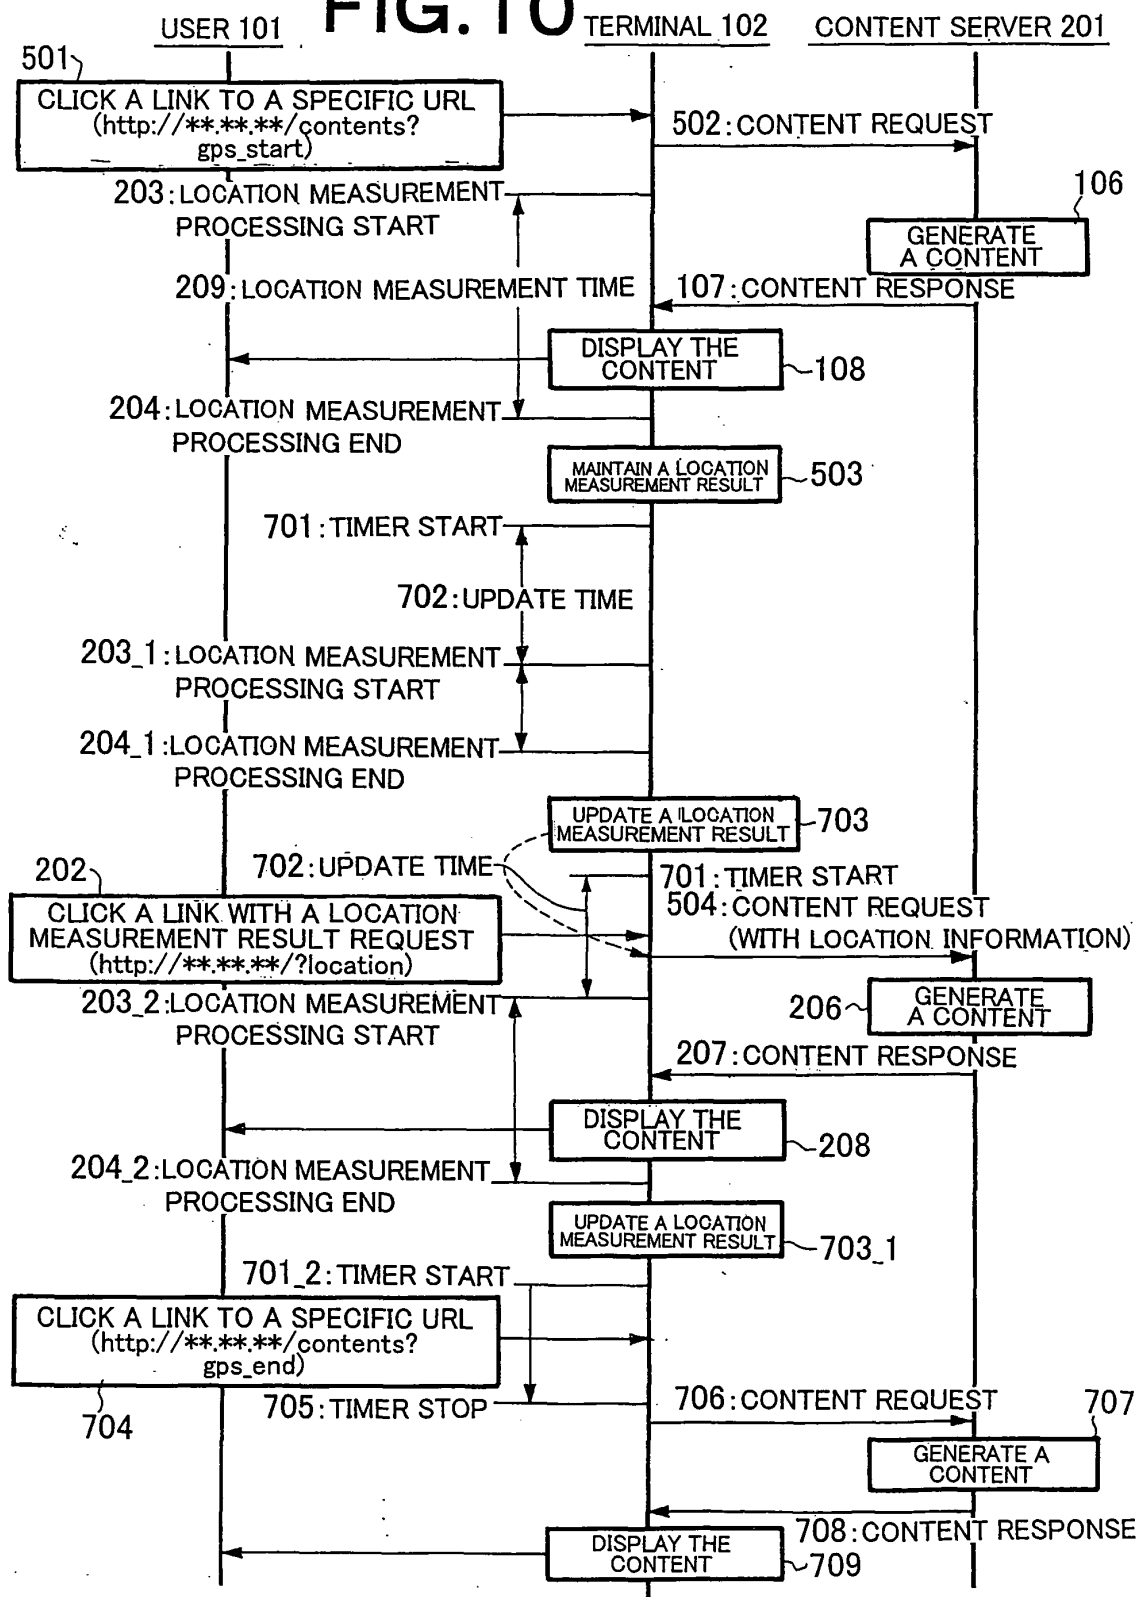 FIG. 10
USER 101
TERMINAL 102
CONTENT SERVER 201
501
CLICK A LINK TO A SPECIFIC URL
(http://**.**.**/contents?
gps_start)
502:CONTENT REQUEST
203:LOCATION MEASUREMENT
PROCESSING START
106
GENERATE
A CONTENT
209:LOCATION MEASUREMENT TIME
107:CONTENT RESPONSE
DISPLAY THE
CONTENT
108
204:LOCATION MEASUREMENT
PROCESSING END
MAINTAIN A LOCATION
MEASUREMENT RESULT
503
701:TIMER START
702:UPDATE TIME
203_1:LOCATION MEASUREMENT
PROCESSING START
204_1:LOCATION MEASUREMENT
PROCESSING END
UPDATE A LOCATION
MEASUREMENT RESULT
703
702:UPDATE TIME
701:TIMER START
202
504:CONTENT REQUEST
(WITH LOCATION INFORMATION)
CLICK A LINK WITH A LOCATION
MEASUREMENT RESULT REQUEST
(http://**.**.**/?location)
203_2:LOCATION MEASUREMENT
PROCESSING START
206
GENERATE
A CONTENT
207:CONTENT RESPONSE
DISPLAY THE
CONTENT
208
204_2:LOCATION MEASUREMENT
PROCESSING END
UPDATE A LOCATION
MEASUREMENT RESULT
703_1
701_2:TIMER START
CLICK A LINK TO A SPECIFIC URL
(http://**.**.**/contents?
gps_end)
704
705:TIMER STOP
706:CONTENT REQUEST
707
GENERATE A
CONTENT
708:CONTENT RESPONSE
DISPLAY THE
CONTENT
709